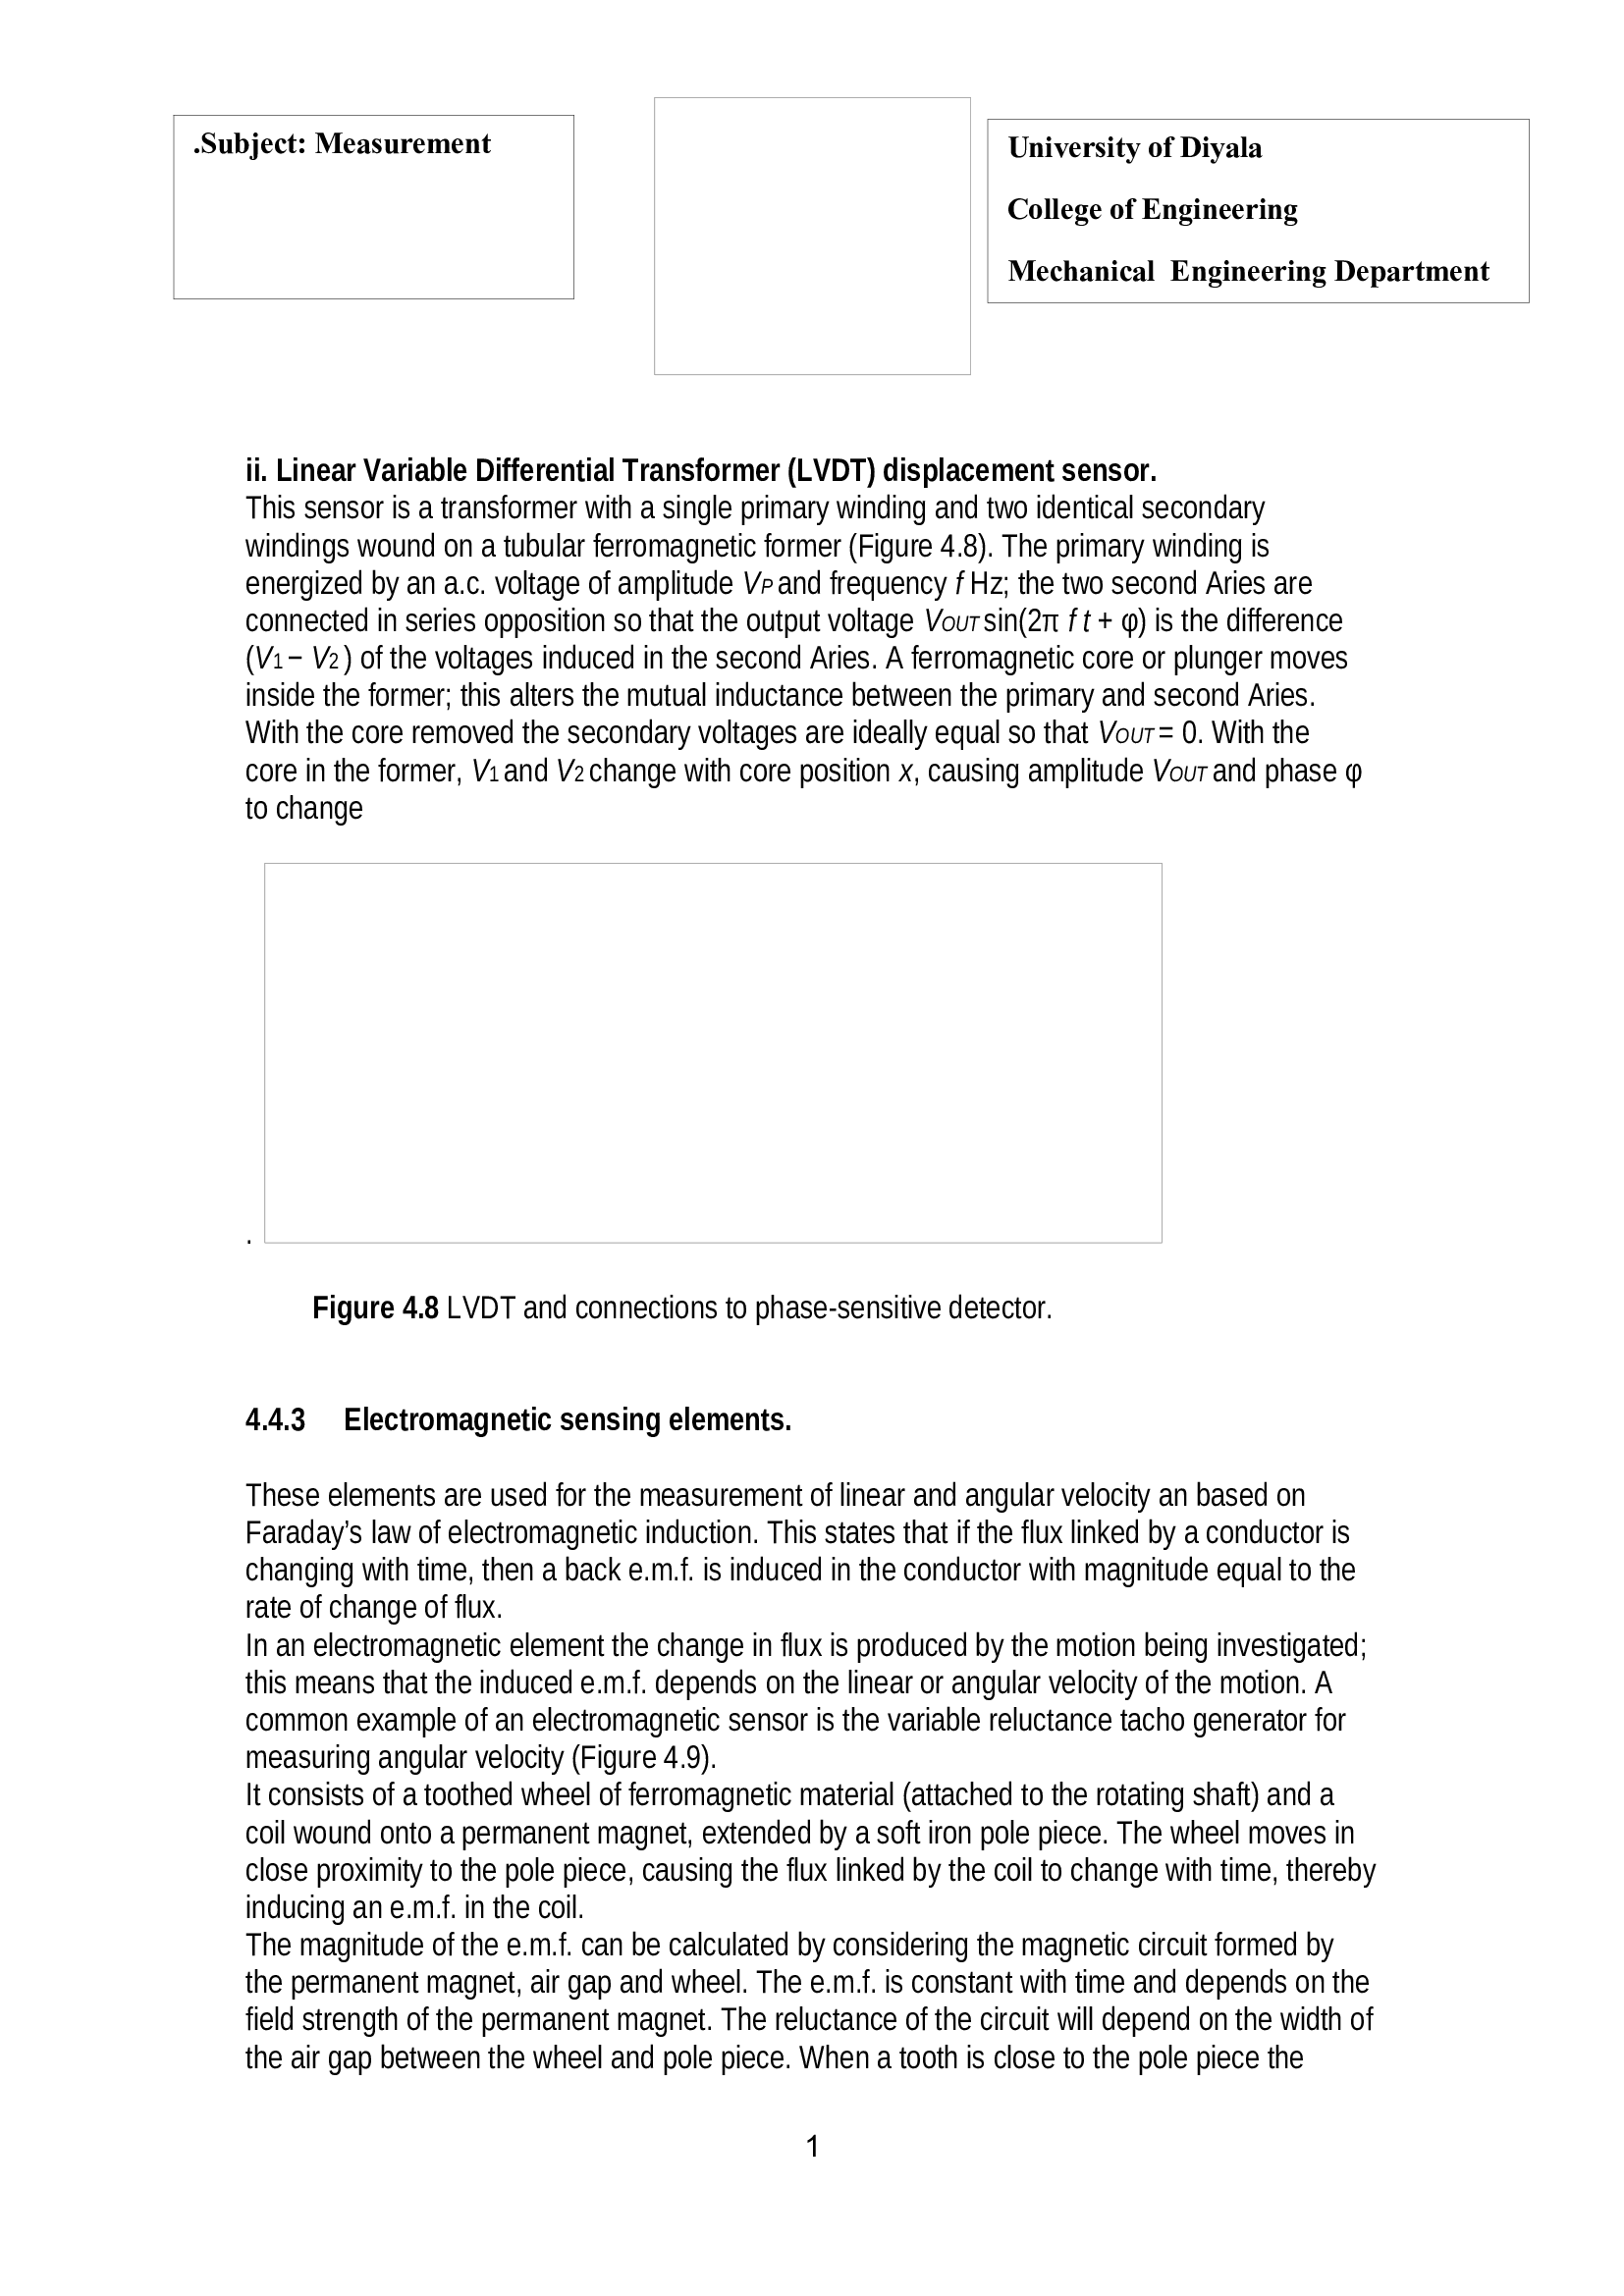 .Subject: Measurement
University of Diyala
College of Engineering
Mechanical  Engineering Department
ii. Linear Variable Differential Transformer (LVDT) displacement sensor.
This sensor is a transformer with a single primary winding and two identical secondary
windings wound on a tubular ferromagnetic former (Figure 4.8). The primary winding is
energized by an a.c. voltage of amplitude VP and frequency f Hz; the two second Aries are
connected in series opposition so that the output voltage VOUT sin(2π f t + φ) is the difference
(V1 − V2 ) of the voltages induced in the second Aries. A ferromagnetic core or plunger moves
inside the former; this alters the mutual inductance between the primary and second Aries.
With the core removed the secondary voltages are ideally equal so that VOUT = 0. With the
core in the former, V1 and V2 change with core position x, causing amplitude VOUT and phase φ
to change
.
Figure 4.8 LVDT and connections to phase-sensitive detector.
4.4.3 Electromagnetic sensing elements.
These elements are used for the measurement of linear and angular velocity an based on
Faraday’s law of electromagnetic induction. This states that if the flux linked by a conductor is
changing with time, then a back e.m.f. is induced in the conductor with magnitude equal to the
rate of change of flux.
In an electromagnetic element the change in flux is produced by the motion being investigated;
this means that the induced e.m.f. depends on the linear or angular velocity of the motion. A
common example of an electromagnetic sensor is the variable reluctance tacho generator for
measuring angular velocity (Figure 4.9).
It consists of a toothed wheel of ferromagnetic material (attached to the rotating shaft) and a
coil wound onto a permanent magnet, extended by a soft iron pole piece. The wheel moves in
close proximity to the pole piece, causing the flux linked by the coil to change with time, thereby
inducing an e.m.f. in the coil.
The magnitude of the e.m.f. can be calculated by considering the magnetic circuit formed by
the permanent magnet, air gap and wheel. The e.m.f. is constant with time and depends on the
field strength of the permanent magnet. The reluctance of the circuit will depend on the width of
the air gap between the wheel and pole piece. When a tooth is close to the pole piece the
1